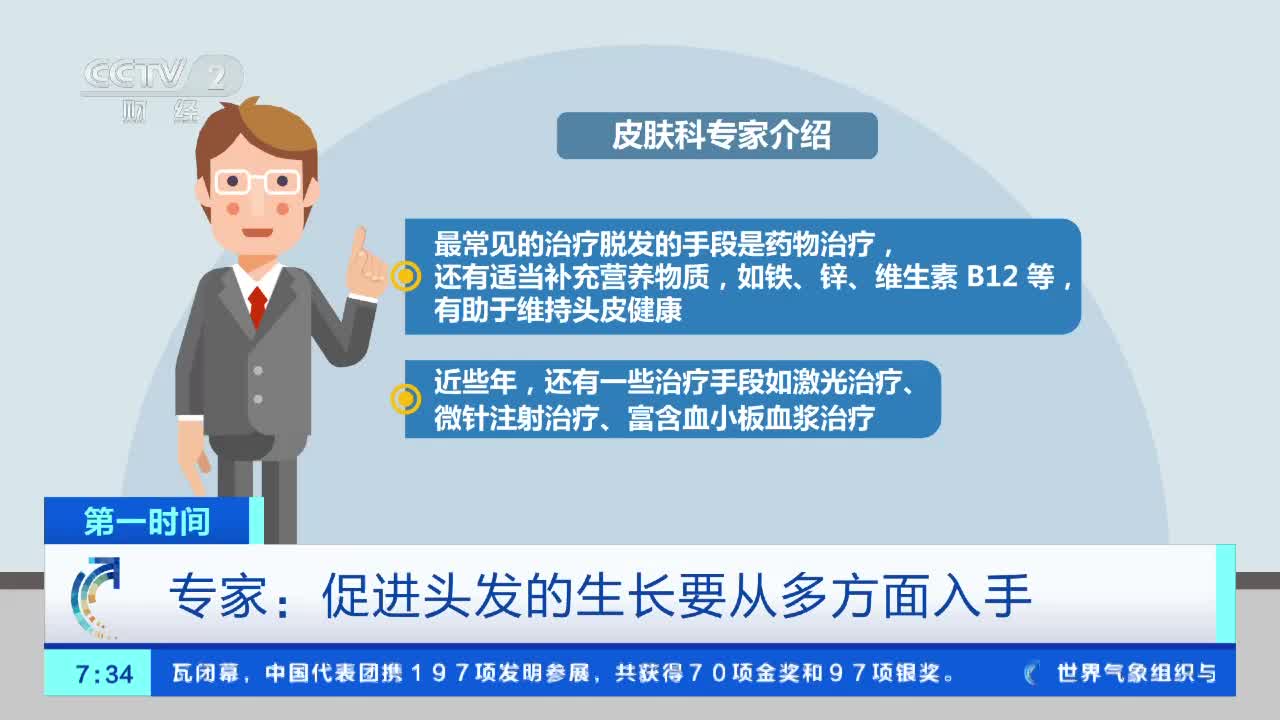 CCTV 2
财 经
皮肤科专家介绍
最常见的治疗脱发的手段是药物治疗，
还有适当补充营养物质，如铁、锌、维生素 B12 等，
有助于维持头皮健康
近些年，还有一些治疗手段如激光治疗、
微针注射治疗、富含血小板血浆治疗
第一时间
专家：促进头发的生长要从多方面入手
7:34 瓦闭幕，中国代表团携１９７项发明参展，共获得７０项金奖和９７项银奖。 世界气象组织与